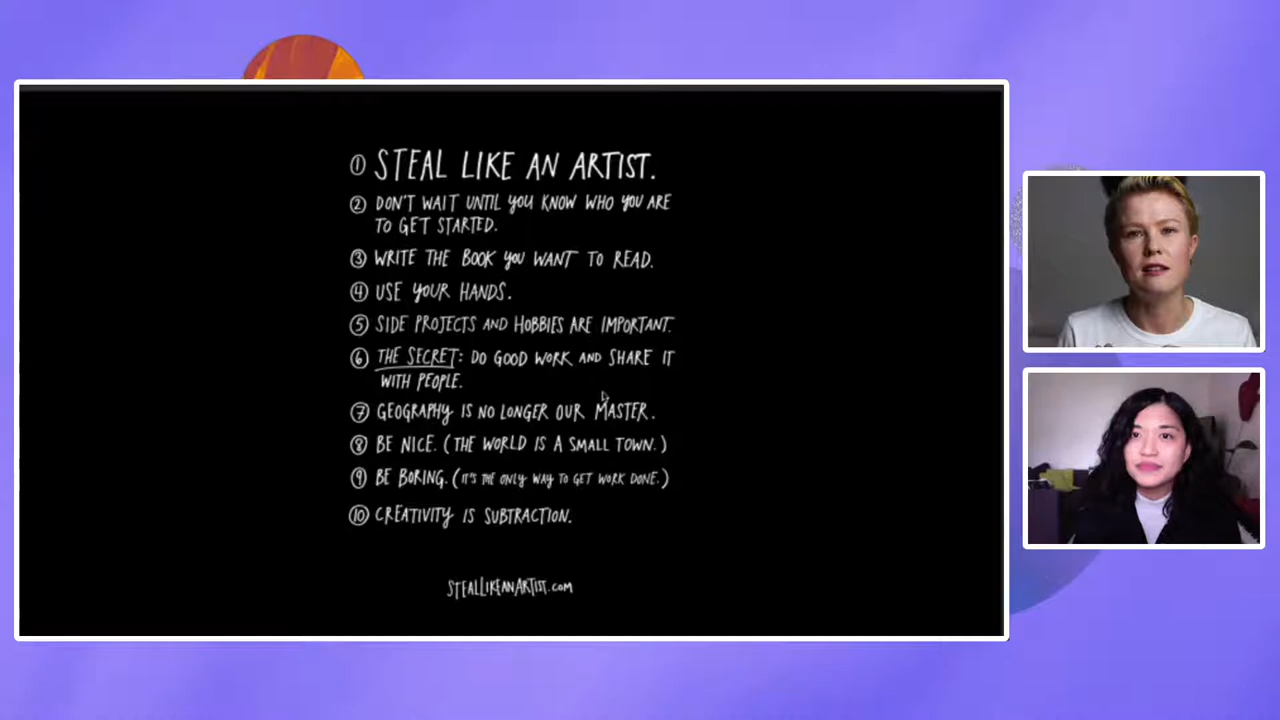 ① STEAL LIKE AN ARTIST.
② DON'T WAIT UNTIL YOU KNOW WHO YOU ARE
TO GET STARTED.
③ WRITE THE BOOK YOU WANT TO READ.
④ USE YOUR HANDS.
⑤ SIDE PROJECTS AND HOBBIES ARE IMPORTANT.
⑥ THE SECRET: DO GOOD WORK AND SHARE IT
WITH PEOPLE.
⑦ GEOGRAPHY IS NO LONGER OUR MASTER.
⑧ BE NICE. (THE WORLD IS A SMALL TOWN.)
⑨ BE BORING. (IT'S THE ONLY WAY TO GET WORK DONE.)
⑩ CREATIVITY IS SUBTRACTION.
STEALLIKEANARTIST.COM